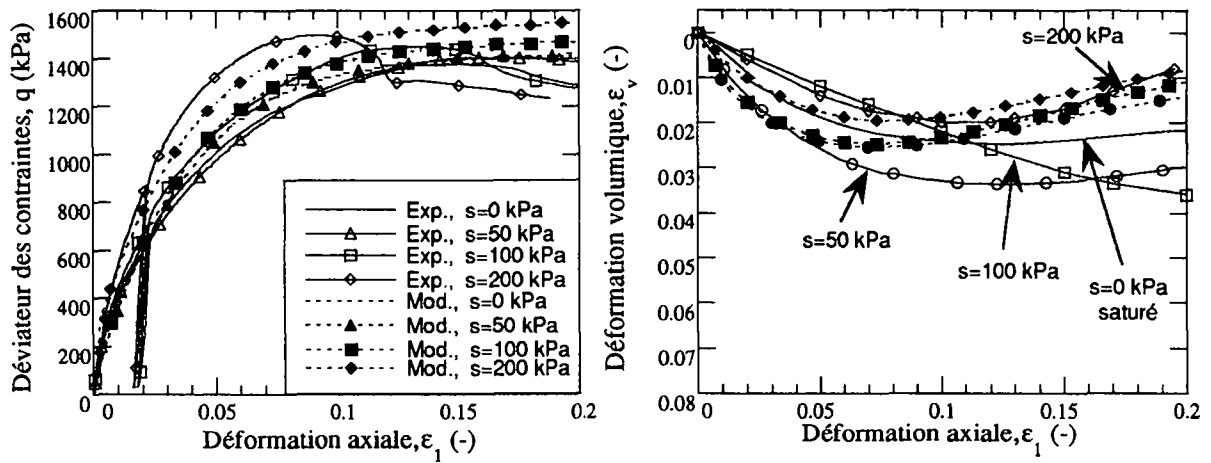 Déviateur des contraintes, q (kPa)
1600
1400
1200
1000
800
600
400
200
0
0 0.05 0.1 0.15 0.2
Déformation axiale,ε1 (-)
Exp., s=0 kPa
Exp., s=50 kPa
Exp., s=100 kPa
Exp., s=200 kPa
Mod., s=0 kPa
Mod., s=50 kPa
Mod., s=100 kPa
Mod., s=200 kPa
Déformation volumique,εv (-)
0
0.01
0.02
0.03
0.04
0.05
0.06
0.07
0.08
0 0.05 0.1 0.15 0.2
Déformation axiale,ε1 (-)
s=200 kPa
s=50 kPa
s=100 kPa
s=0 kPa
saturé